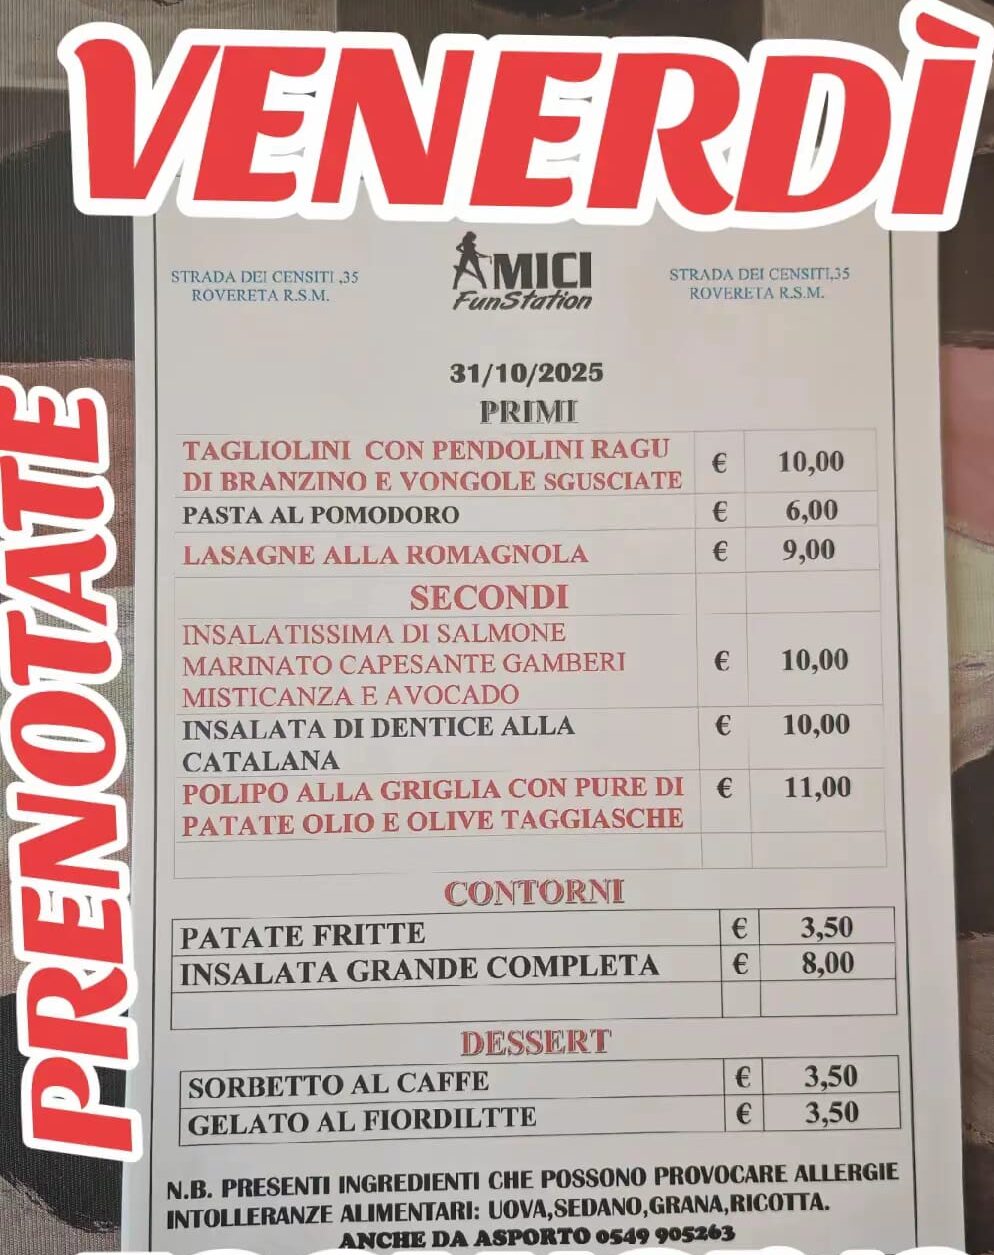 VENERDÌ
PRENOTATE
STRADA DEI CENSITI ,35
ROVERETA R.S.M.
AMICI
FunStation
STRADA DEI CENSITI,35
ROVERETA R.S.M.
31/10/2025
PRIMI
TAGLIOLINI CON PENDOLINI RAGU
DI BRANZINO E VONGOLE SGUSCIATE € 10,00
PASTA AL POMODORO € 6,00
LASAGNE ALLA ROMAGNOLA € 9,00
SECONDI
INSALATISSIMA DI SALMONE
MARINATO CAPESANTE GAMBERI € 10,00
MISTICANZA E AVOCADO
INSALATA DI DENTICE ALLA € 10,00
CATALANA
POLIPO ALLA GRIGLIA CON PURE DI € 11,00
PATATE OLIO E OLIVE TAGGIASCHE
CONTORNI
PATATE FRITTE € 3,50
INSALATA GRANDE COMPLETA € 8,00
DESSERT
SORBETTO AL CAFFE € 3,50
GELATO AL FIORDILTTE € 3,50
N.B. PRESENTI INGREDIENTI CHE POSSONO PROVOCARE ALLERGIE
INTOLLERANZE ALIMENTARI: UOVA,SEDANO,GRANA,RICOTTA.
ANCHE DA ASPORTO 0549 905263